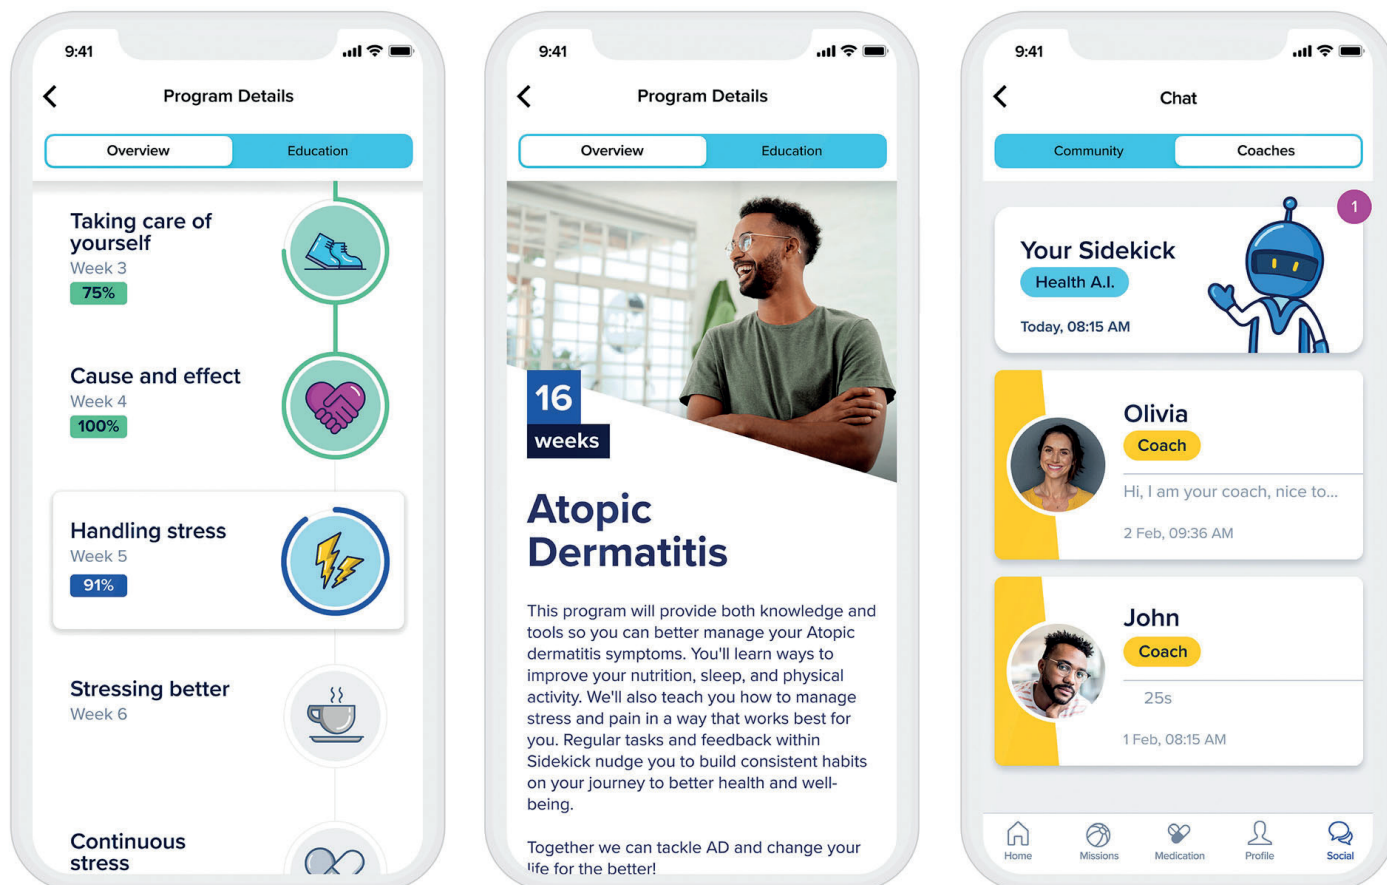 9:41
Program Details
Overview
Education
Taking care of
yourself
Week 3
75%
Cause and effect
Week 4
100%
Handling stress
Week 5
91%
Stressing better
Week 6
Continuous
stress
9:41
Program Details
Overview
Education
16
weeks
Atopic
Dermatitis
This program will provide both knowledge and
tools so you can better manage your Atopic
dermatitis symptoms. You'll learn ways to
improve your nutrition, sleep, and physical
activity. We'll also teach you how to manage
stress and pain in a way that works best for
you. Regular tasks and feedback within
Sidekick nudge you to build consistent habits
on your journey to better health and well-
being.
Together we can tackle AD and change your
life for the better!
9:41
Chat
Community
Coaches
1
Your Sidekick
Health A.I.
Today, 08:15 AM
Olivia
Coach
Hi, I am your coach, nice to...
2 Feb, 09:36 AM
John
Coach
25s
1 Feb, 08:15 AM
Home
Missions
Medication
Profile
Social